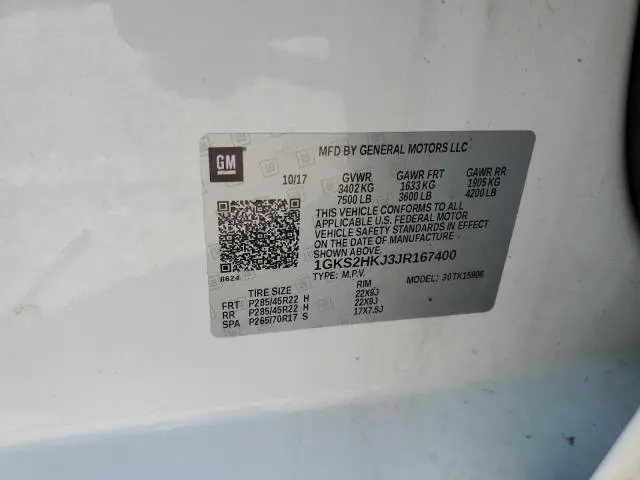 MFD BY GENERAL MOTORS LLC
GM
10/17 GVWR GAWR FRT GAWR RR
3402 KG 1633 KG 1905 KG
7500 LB 3600 LB 4200 LB
THIS VEHICLE CONFORMS TO ALL
APPLICABLE U.S. FEDERAL MOTOR
VEHICLE SAFETY STANDARDS IN EFFECT
ON THE DATE OF MANUFACTURE
SHOWN ABOVE.
8624
1GKS2HKJ3JR167400
TYPE: M.P.V. MODEL: 30TK15906
TIRE SIZE RIM
FRT P285/45R22 H 22X9J
RR P285/45R22 H 22X9J
SPA P265/70R17 S 17X7.5J